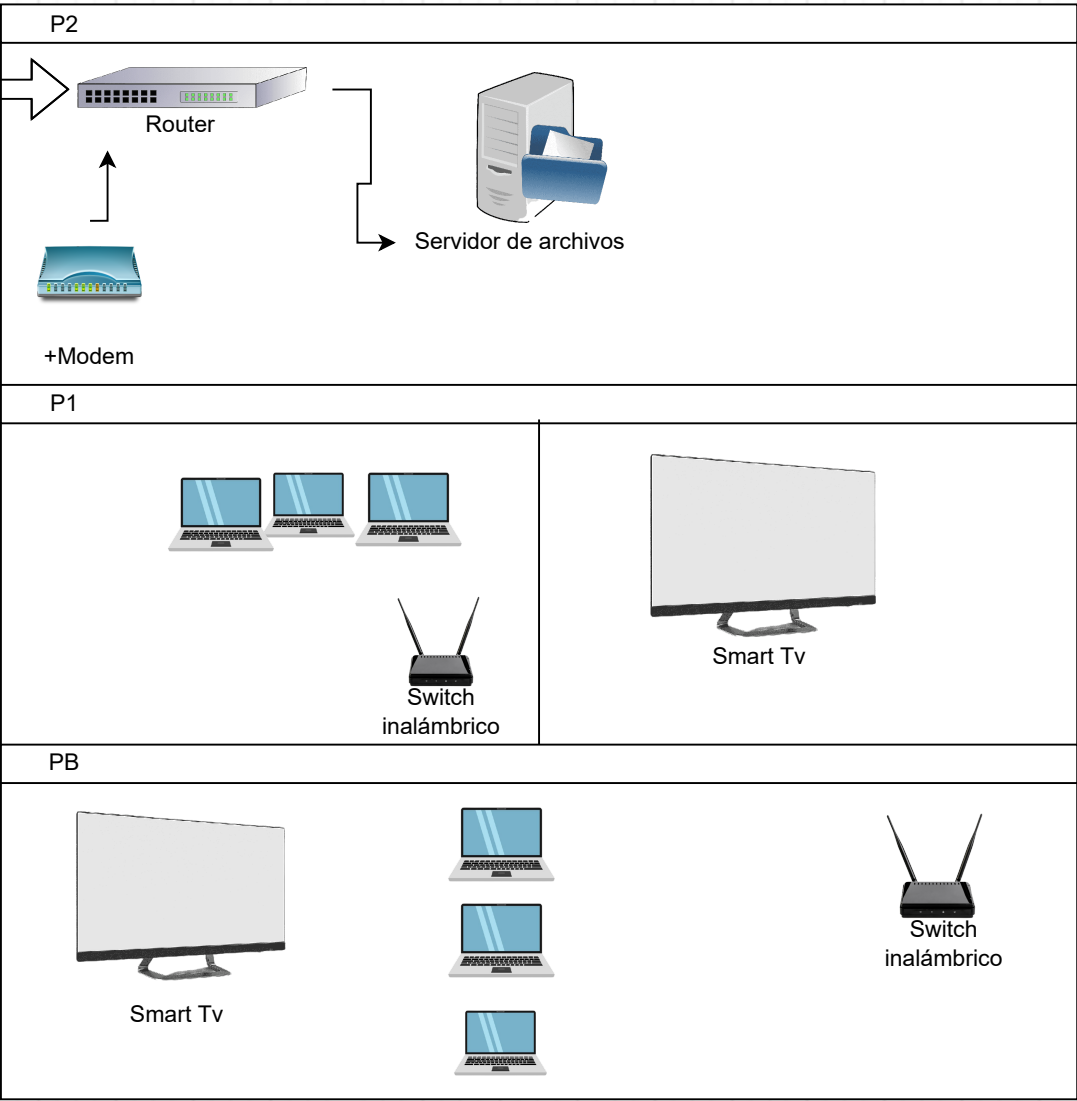 P2
Router
Servidor de archivos
+Modem
P1
Smart Tv
Switch
inalámbrico
PB
Smart Tv
Switch
inalámbrico